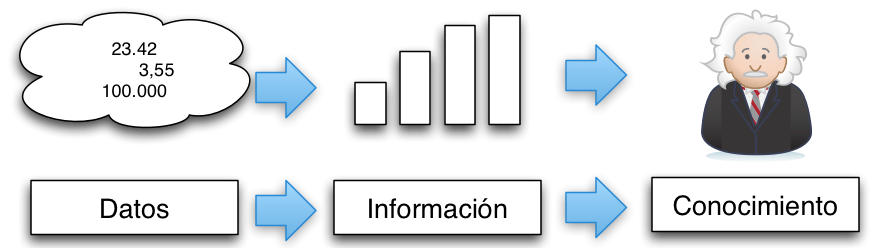 23.42
3,55
100.000
Datos
Información
Conocimiento